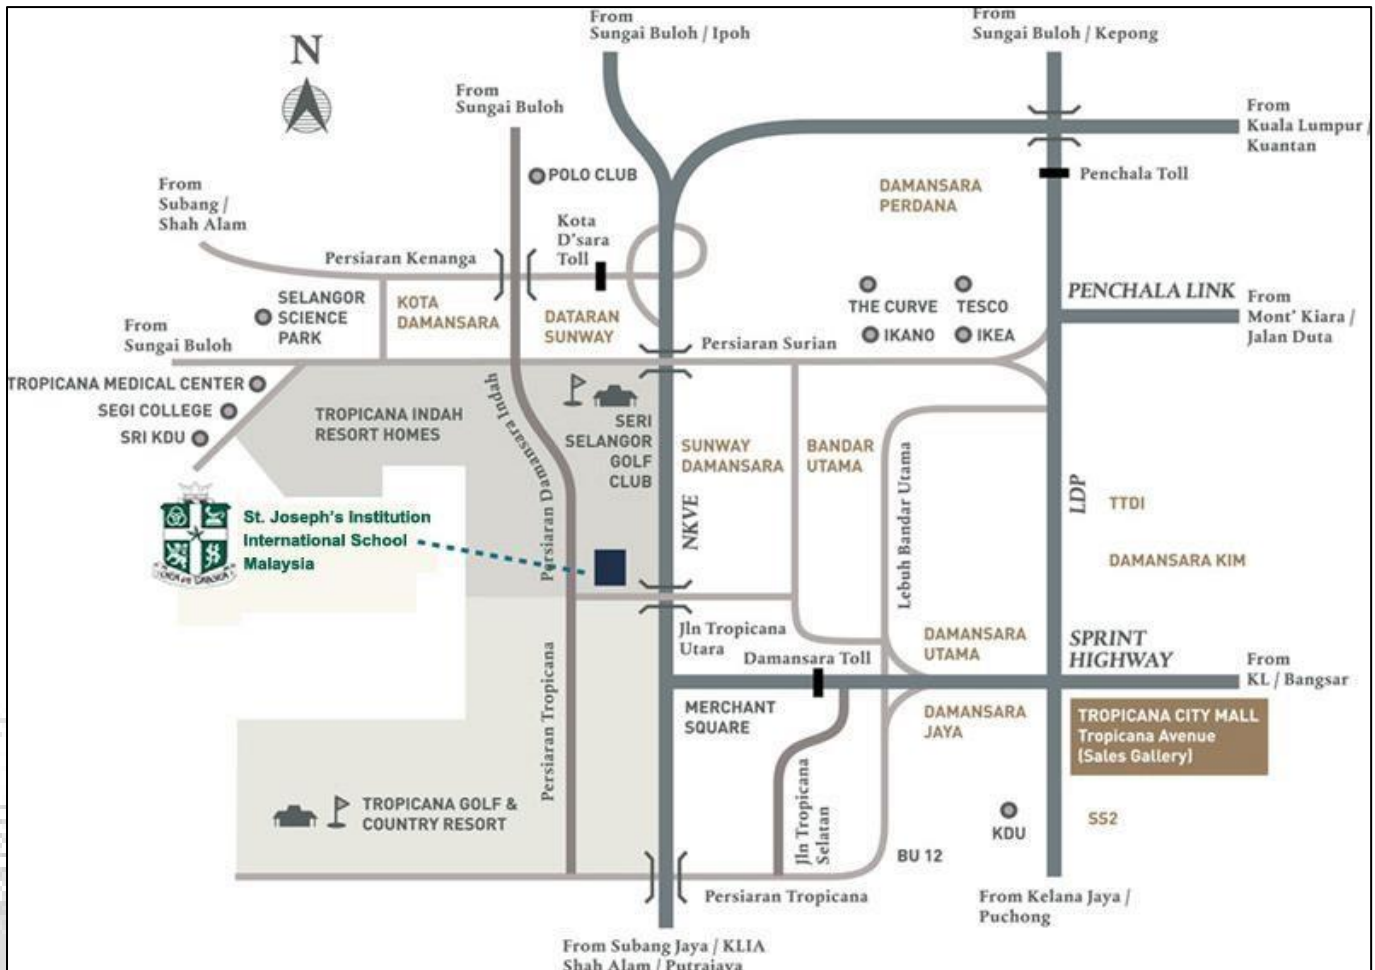 From
Sungai Buloh / Ipoh
From
Sungai Buloh / Kepong
N
From
Sungai Buloh
From
Kuala Lumpur /
Kuantan
POLO CLUB
Penchala Toll
DAMANSARA
PERDANA
From
Subang /
Shah Alam
Kota
D'sara
Toll
Persiaran Kenanga
SELANGOR
SCIENCE
PARK
KOTA
DAMANSARA
DATARAN
SUNWAY
THE CURVE
TESCO
IKANO
IKEA
PENCHALA LINK
From
Mont' Kiara /
Jalan Duta
From
Sungai Buloh
Persiaran Surian
TROPICANA MEDICAL CENTER
SEGI COLLEGE
SRI KDU
TROPICANA INDAH
RESORT HOMES
Persiaran Damansara Indah
SERI
SELANGOR
GOLF
CLUB
SUNWAY
DAMANSARA
BANDAR
UTAMA
Lebuh Bandar Utama
NKVE
LDP
TTDI
DAMANSARA KIM
St. Joseph's Institution
International School
Malaysia
Jln Tropicana
Utara
Damansara Toll
DAMANSARA
UTAMA
SPRINT
HIGHWAY
From
KL / Bangsar
Persiaran Tropicana
MERCHANT
SQUARE
DAMANSARA
JAYA
TROPICANA CITY MALL
Tropicana Avenue
(Sales Gallery)
TROPICANA GOLF &
COUNTRY RESORT
Jln Tropicana
Selatan
KDU
SS2
BU 12
Persiaran Tropicana
From Kelana Jaya /
Puchong
From Subang Jaya / KLIA
Shah Alam / Putrajaya